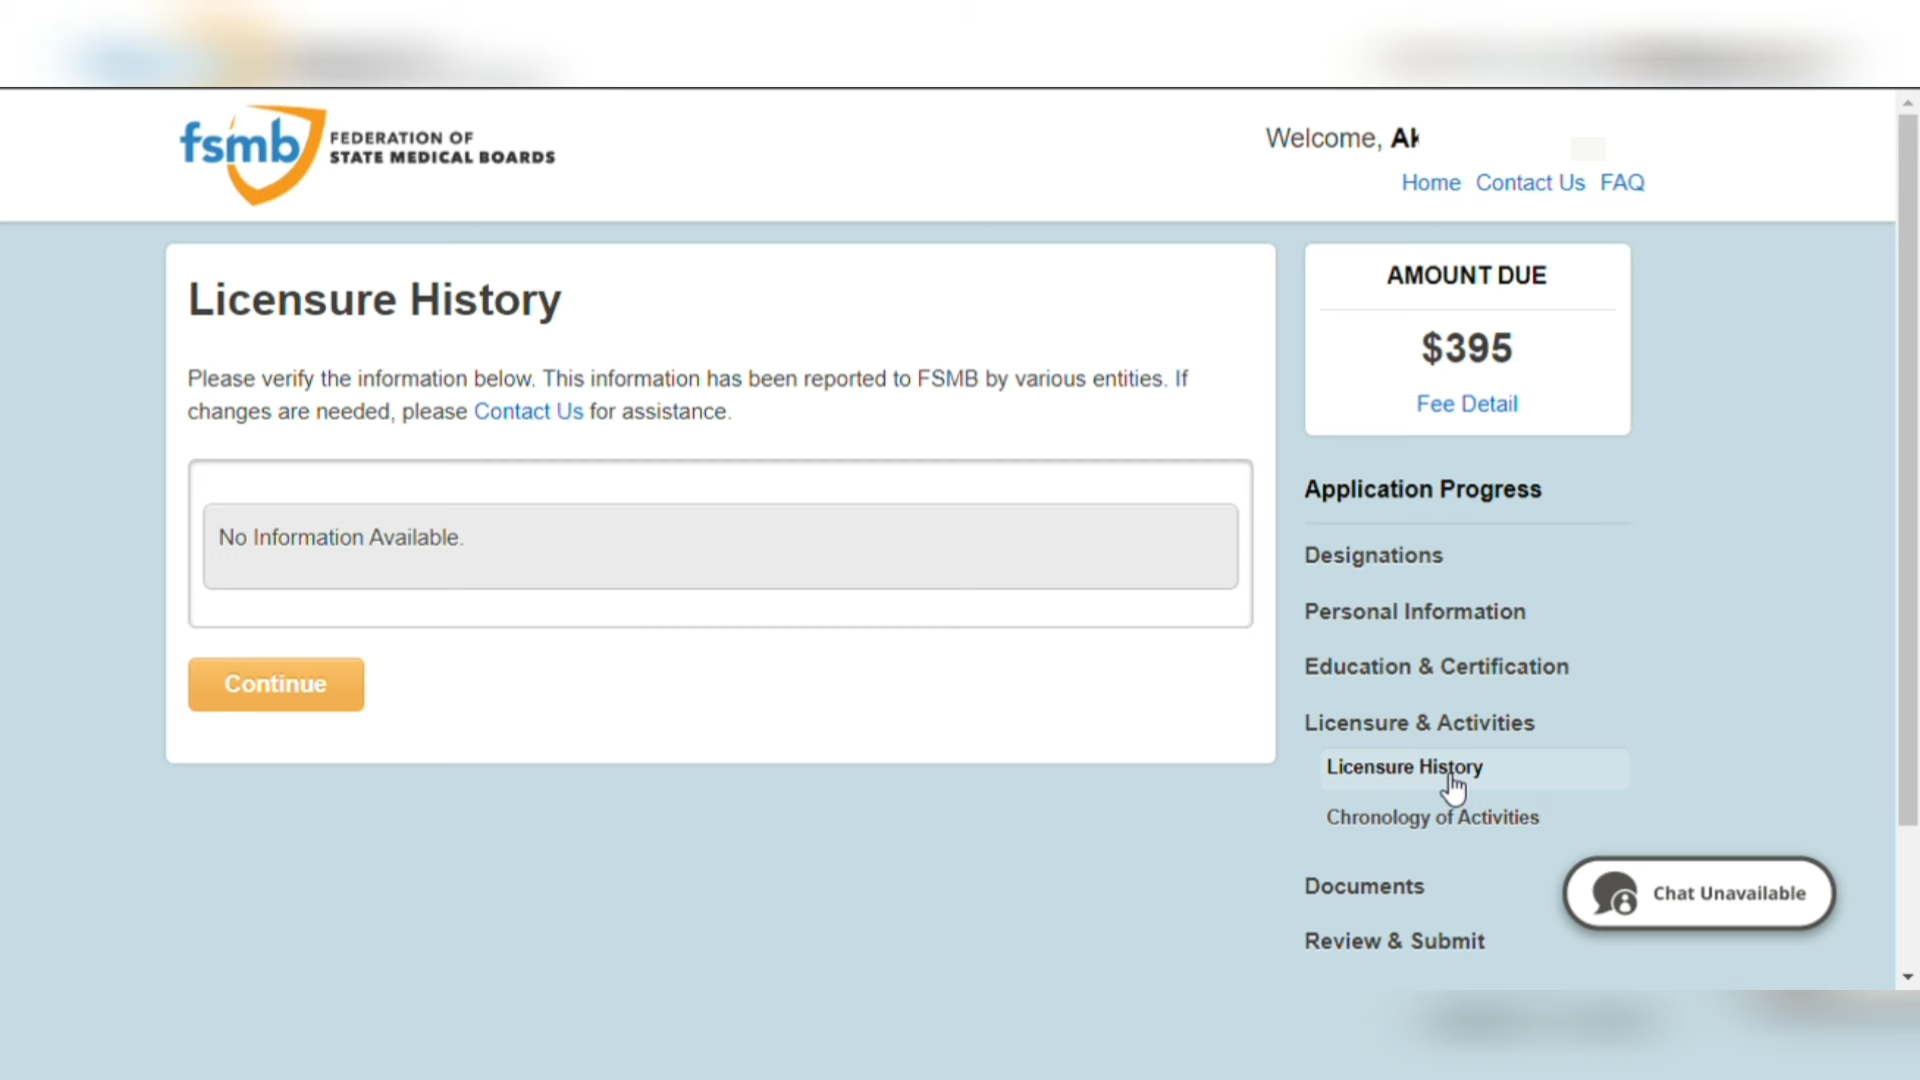 fsmb FEDERATION OF
STATE MEDICAL BOARDS
Welcome,
Home Contact Us FAQ
Licensure History
Please verify the information below. This information has been reported to FSMB by various entities. If
changes are needed, please Contact Us for assistance.
No Information Available.
Continue
AMOUNT DUE
$395
Fee Detail
Application Progress
Designations
Personal Information
Education & Certification
Licensure & Activities
Licensure History
Chronology of Activities
Documents
Review & Submit
Chat Unavailable